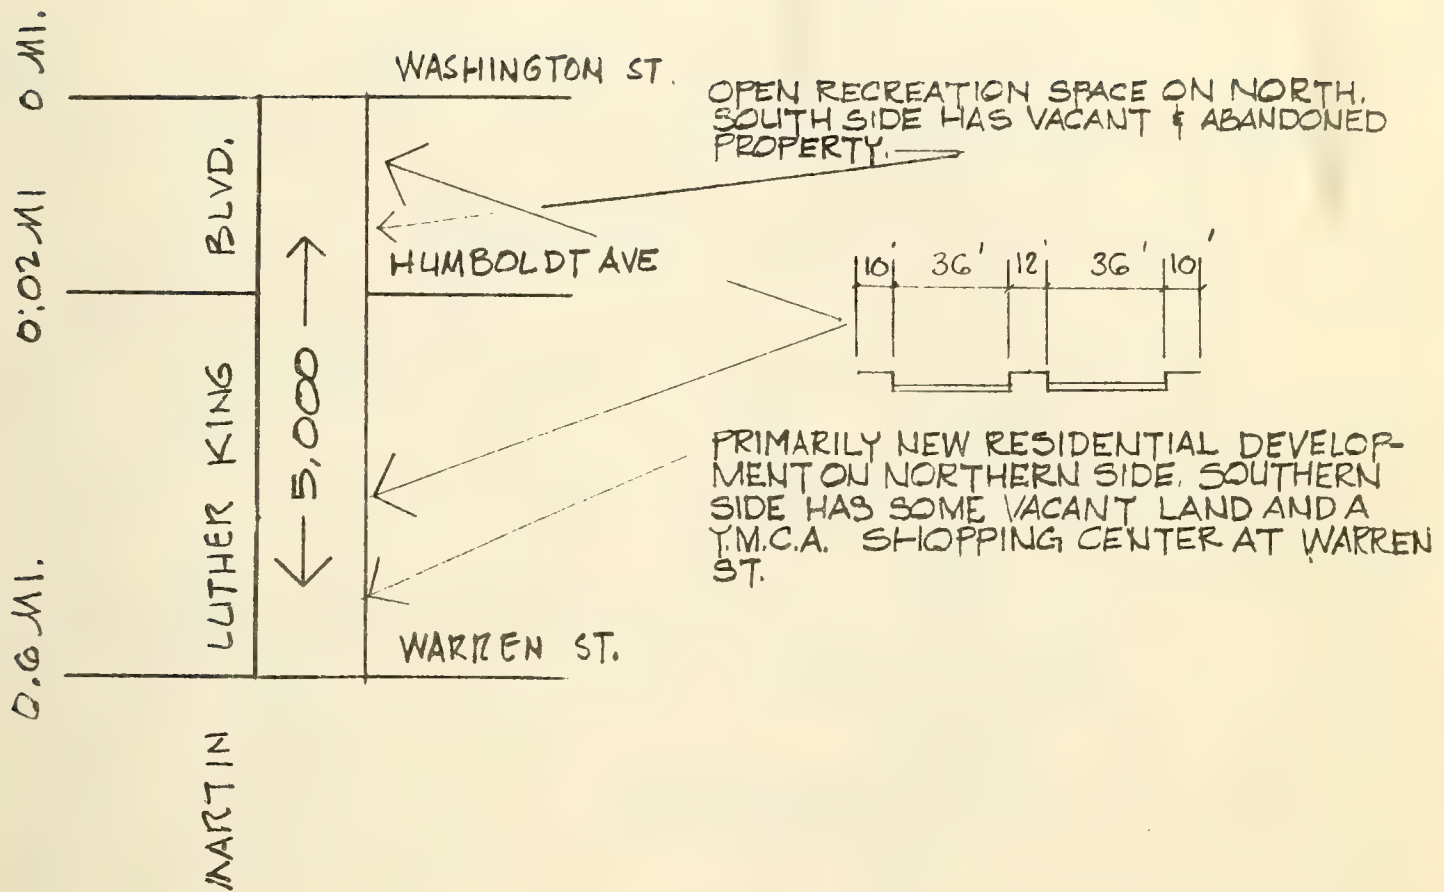 0 MI.
WASHINGTON ST.
OPEN RECREATION SPACE ON NORTH.
SOUTH SIDE HAS VACANT & ABANDONED
PROPERTY.
0.02 MI
HUMBOLDT AVE
10' 36' 12' 36' 10'
5,000
PRIMARILY NEW RESIDENTIAL DEVELOP-
MENT ON NORTHERN SIDE. SOUTHERN
SIDE HAS SOME VACANT LAND AND A
Y.M.C.A. SHOPPING CENTER AT WARREN
ST.
0.6 MI.
WARREN ST.
MARTIN LUTHER KING BLVD.